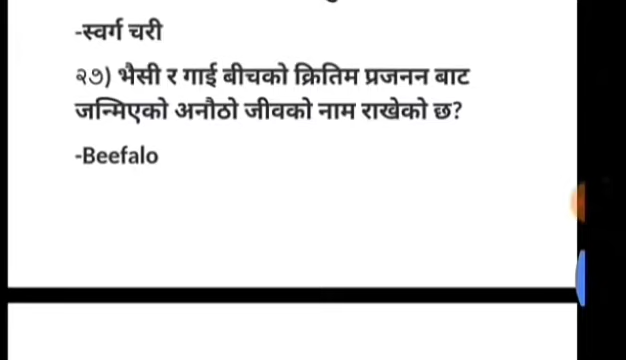 -स्वर्ग चरी
२७) भैसी र गाई बीचको क्रितिम प्रजनन बाट
जन्मिएको अनौठो जीवको नाम राखेको छ?
-Beefalo